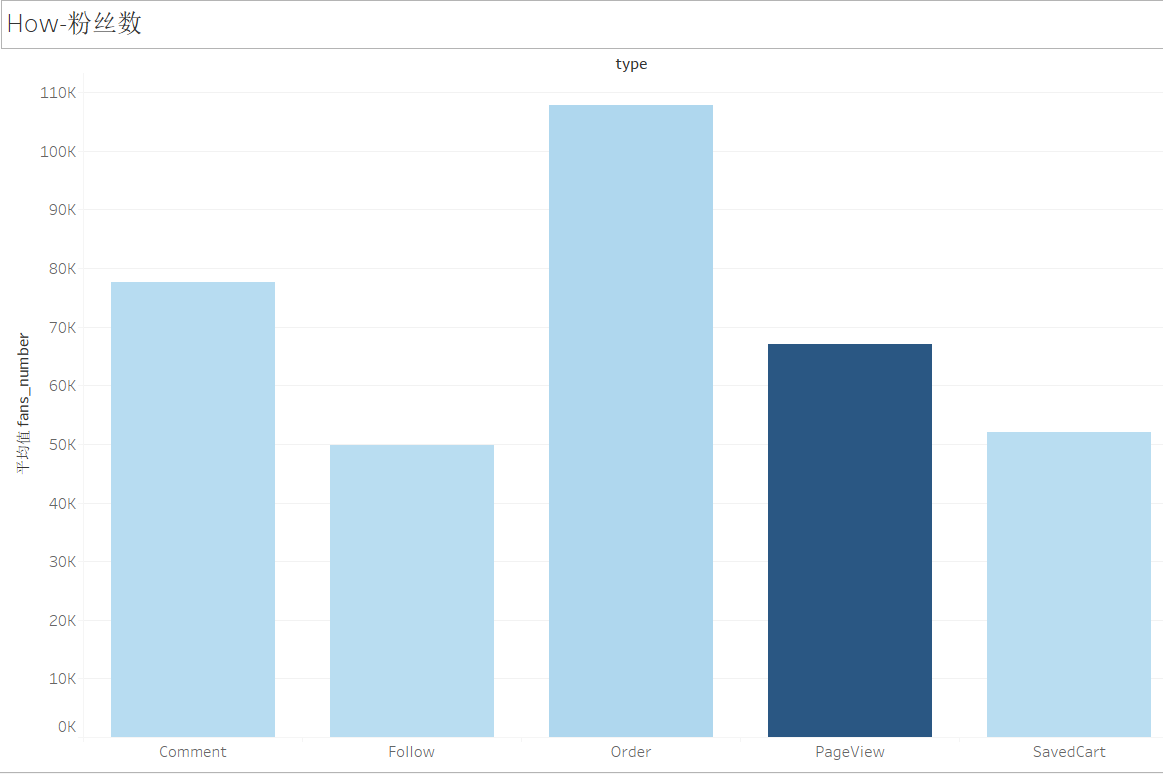 How-粉丝数
type
110K
100K
90K
80K
70K
60K
50K
40K
30K
20K
10K
0K
平均值 fans_number
Comment
Follow
Order
PageView
SavedCart